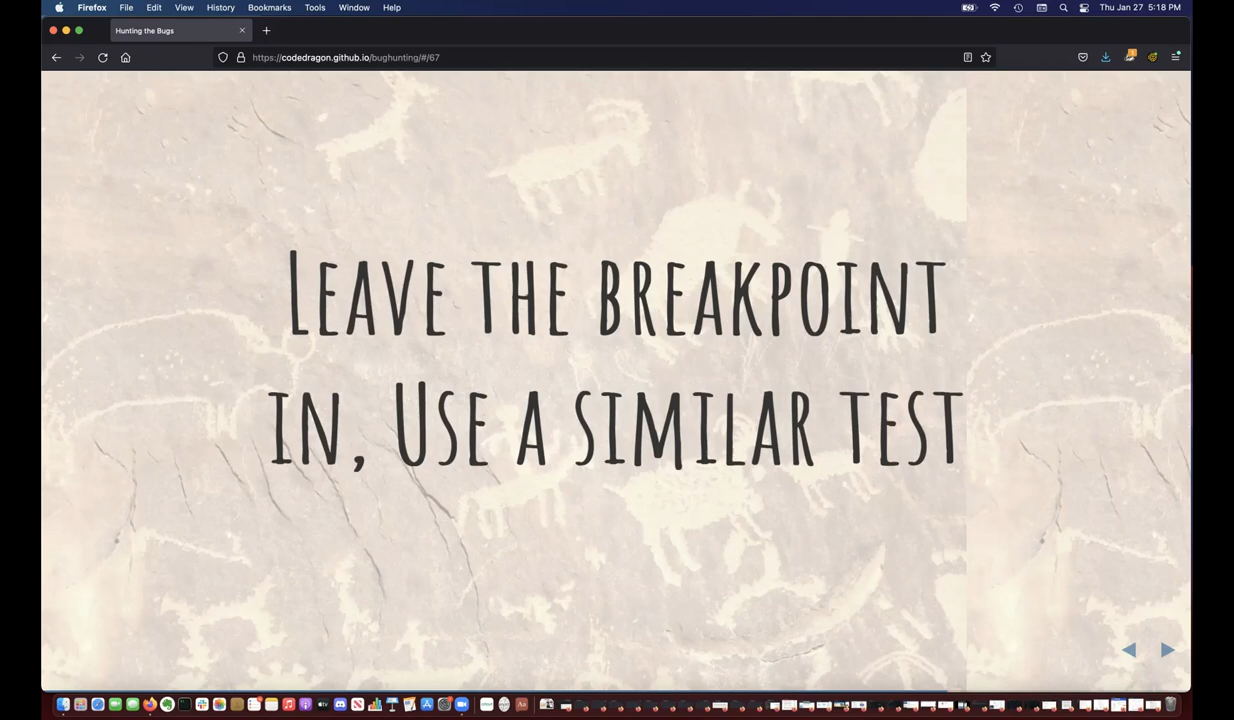 Firefox File Edit View History Bookmarks Tools Window Help Thu Jan 27 5:18 PM
Hunting the Bugs
https://codedragon.github.io/bughunting/#/67
Leave the breakpoint
in, Use a similar test